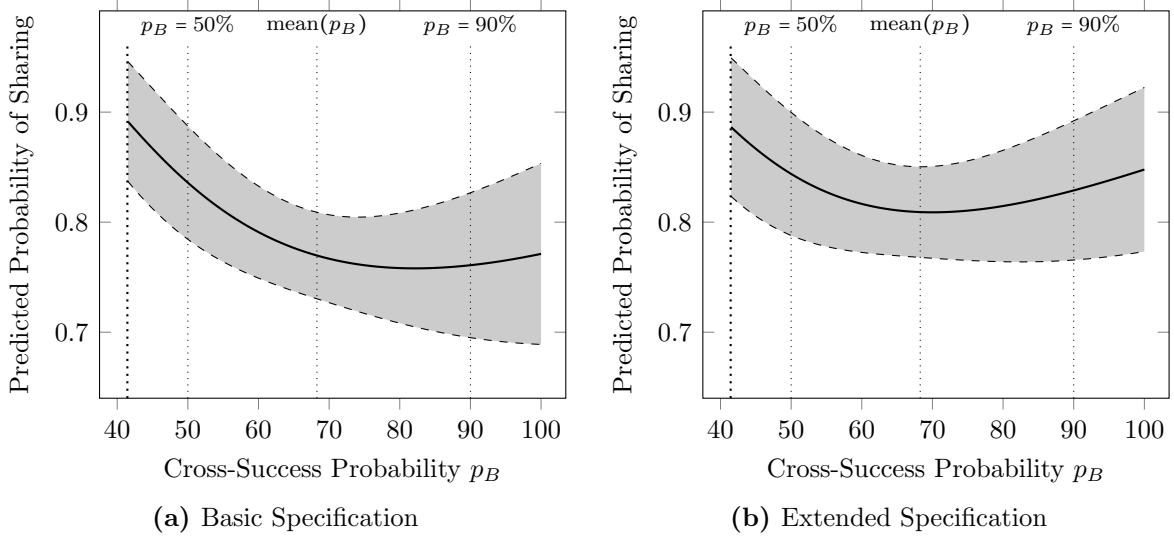 p_B = 50% mean(p_B) p_B = 90%
Predicted Probability of Sharing
0.9
0.8
0.7
40 50 60 70 80 90 100
Cross-Success Probability p_B
(a) Basic Specification
p_B = 50% mean(p_B) p_B = 90%
Predicted Probability of Sharing
0.9
0.8
0.7
40 50 60 70 80 90 100
Cross-Success Probability p_B
(b) Extended Specification